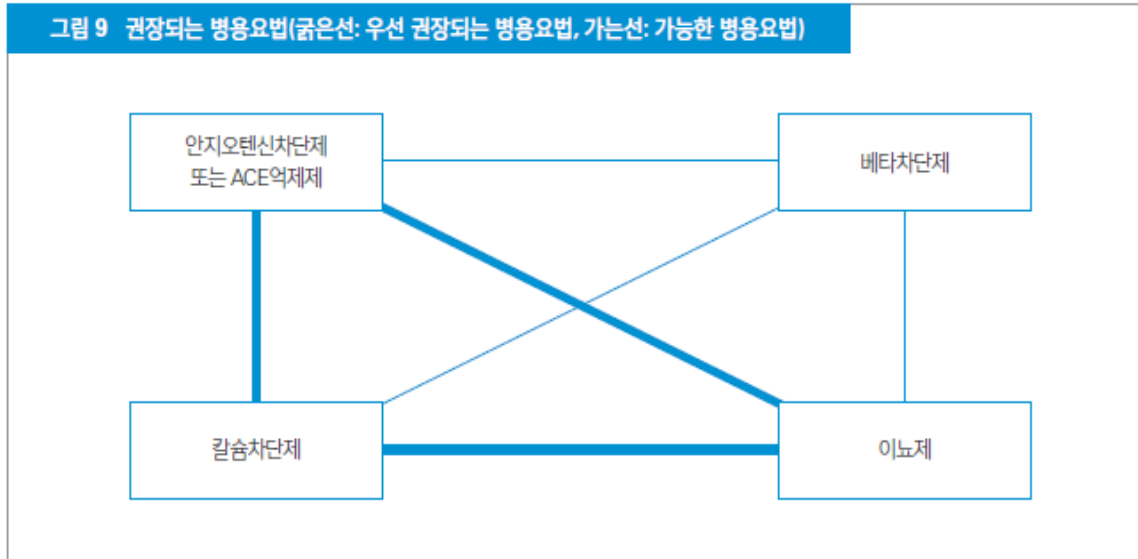 그림 9 권장되는 병용요법(굵은선: 우선 권장되는 병용요법, 가는선: 가능한 병용요법)
안지오텐신차단제
또는 ACE억제제
베타차단제
칼슘차단제
이뇨제